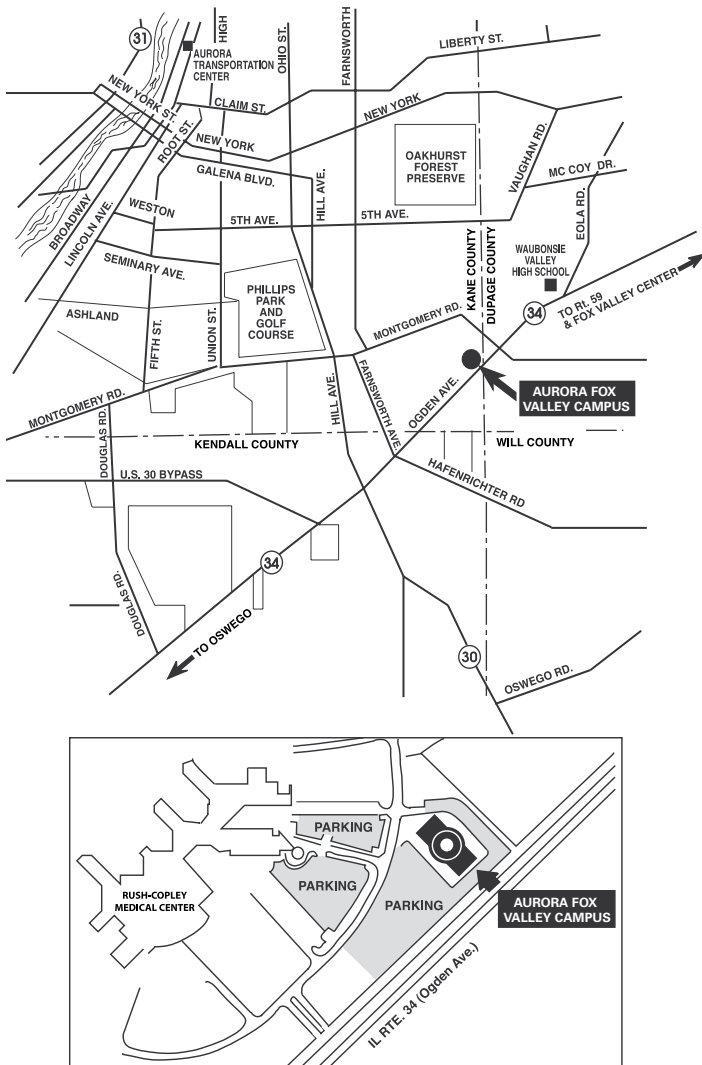 31
AURORA
TRANSPORTATION
CENTER
HIGH
OHIO ST.
FARNSWORTH
LIBERTY ST.
NEW YORK ST.
CLAIM ST.
NEW YORK
ROOT ST.
NEW YORK
GALENA BLVD.
OAKHURST
FOREST
PRESERVE
VAUGHAN RD.
MC COY DR.
BROADWAY
LINCOLN AVE.
WESTON
HILL AVE.
5TH AVE.
5TH AVE.
EOLA RD.
SEMINARY AVE.
KANE COUNTY
DUPAGE COUNTY
WAUBONSIE
VALLEY
HIGH SCHOOL
PHILLIPS
PARK
AND
GOLF
COURSE
ASHLAND
FIFTH ST.
UNION ST.
MONTGOMERY RD.
34
TO Rt. 59
& FOX VALLEY CENTER
MONTGOMERY RD.
DOUGLAS RD.
HILL AVE.
FARNSWORTH AVE.
OGDEN AVE.
AURORA FOX
VALLEY CAMPUS
KENDALL COUNTY
WILL COUNTY
U.S. 30 BYPASS
HAFENRICHTER RD
34
DOUGLAS RD.
TO OSWEGO
30
OSWEGO RD.
PARKING
RUSH-COPLEY
MEDICAL CENTER
PARKING
PARKING
AURORA FOX
VALLEY CAMPUS
IL RTE. 34 (Ogden Ave.)